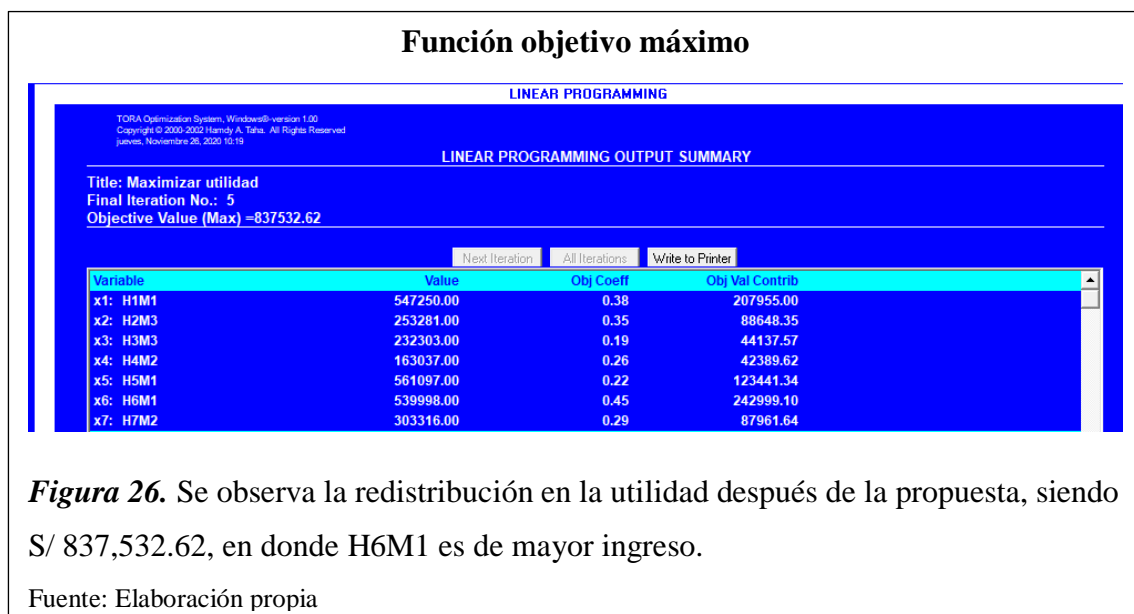 Función objetivo máximo
LINEAR PROGRAMMING
TORA Optimization System, Windows®-version 1.00
Copyright © 2000-2002 Hamdy A. Taha. All Rights Reserved
jueves, Noviembre 26, 2020 10:19
LINEAR PROGRAMMING OUTPUT SUMMARY
Title: Maximizar utilidad
Final Iteration No.: 5
Objective Value (Max) =837532.62
Next Iteration All Iterations Write to Printer
Variable Value Obj Coeff Obj Val Contrib
x1: H1M1 547250.00 0.38 207955.00
x2: H2M3 253281.00 0.35 88648.35
x3: H3M3 232303.00 0.19 44137.57
x4: H4M2 163037.00 0.26 42389.62
x5: H5M1 561097.00 0.22 123441.34
x6: H6M1 539998.00 0.45 242999.10
x7: H7M2 303316.00 0.29 87961.64
Figura 26. Se observa la redistribución en la utilidad después de la propuesta, siendo
S/ 837,532.62, en donde H6M1 es de mayor ingreso.
Fuente: Elaboración propia